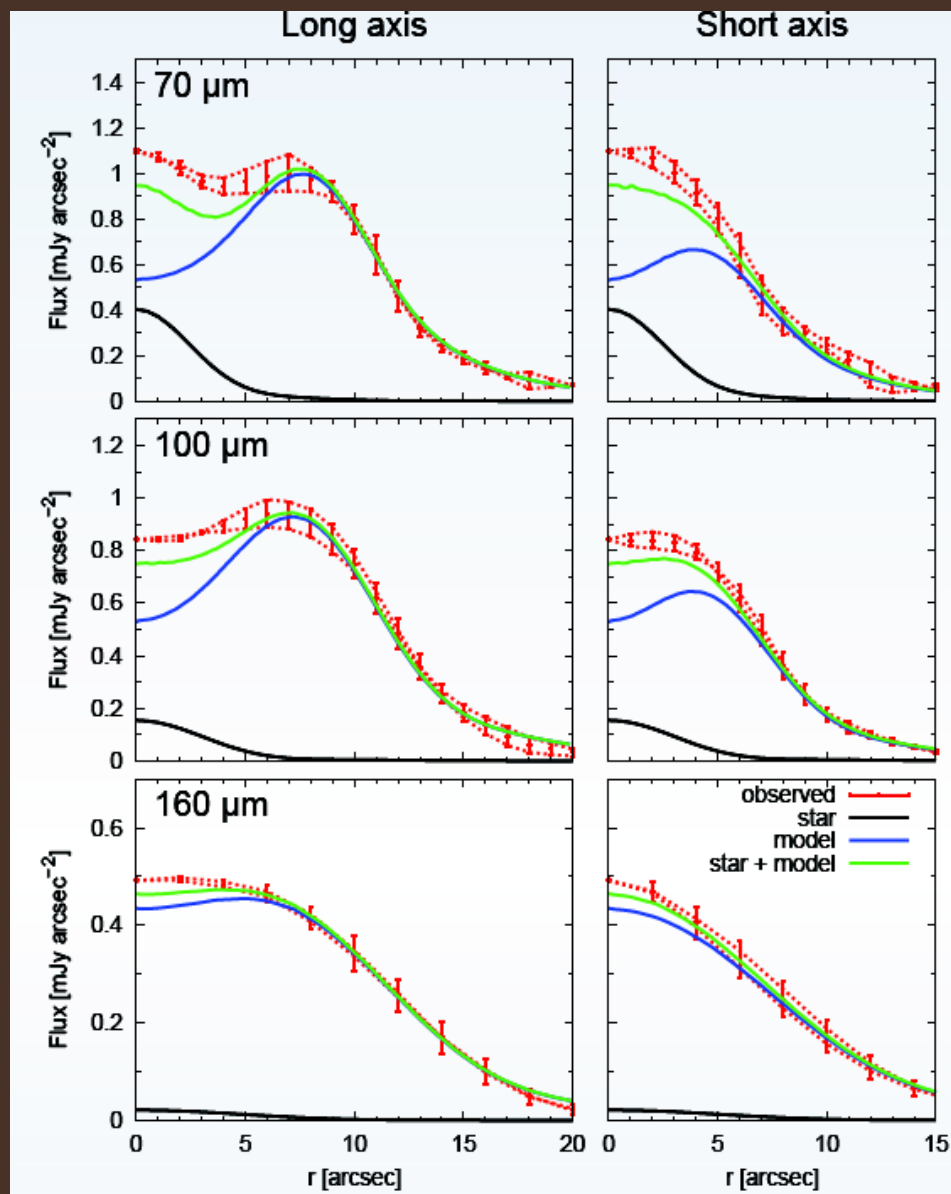 Long axis
Short axis
70 µm
Flux [mJy arcsec⁻²]
1.4
1.2
1
0.8
0.6
0.4
0.2
0
100 µm
Flux [mJy arcsec⁻²]
1.2
1
0.8
0.6
0.4
0.2
0
160 µm
Flux [mJy arcsec⁻²]
0.6
0.4
0.2
0
observed
star
model
star + model
0 5 10 15 20
0 5 10 15
r [arcsec]
r [arcsec]